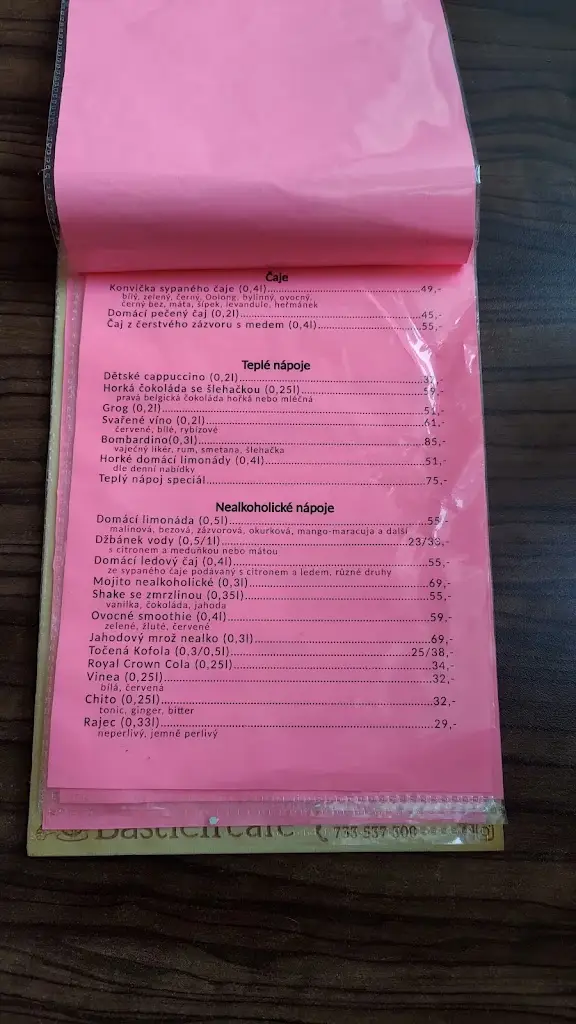 Čaje
Konvička sypaného čaje (0,4l)....................................49,-
bílý, zelený, černý, Oolong, bylinný, ovocný,
černý bez, máta, šípek, levandule, heřmánek
Domácí pečený čaj (0,2l)..........................................45,-
Čaj z čerstvého zázvoru s medem (0,4l)........................55,-
Teplé nápoje
Dětské cappuccino (0,2l)..........................................
Horká čokoláda se šlehačkou (0,25l)............................
pravá belgická čokoláda hořká nebo mléčná
Grog (0,2l)............................................................51,-
Svařené víno (0,2l)..................................................61,-
červené, bílé, rybízové
Bombardino(0,3l)....................................................85,-
vaječný likér, rum, smetana, šlehačka
Horké domácí limonády (0,4l)....................................51,-
dle denní nabídky
Teplý nápoj speciál..................................................75,-
Nealkoholické nápoje
Domácí limonáda (0,5l)............................................55,-
malinová, bezová, zázvorová, okurková, mango-maracuja a další
Džbánek vody (0,5/1l)..........................................23/33,-
s citronem a meduňkou nebo mátou
Domácí ledový čaj (0,4l)..........................................55,-
ze sypaného čaje podávaný s citronem a ledem, různé druhy
Mojito nealkoholické (0,3l)........................................69,-
Shake se zmrzlinou (0,35l)........................................55,-
vanilka, čokoláda, jahoda
Ovocné smoothie (0,4l)............................................59,-
zelené, žluté, červené
Jahodový mrož nealko (0,3l)......................................69,-
Točená Kofola (0,3/0,5l)........................................25/38,-
Royal Crown Cola (0,25l)..........................................34,-
Vinea (0,25l)..........................................................32,-
bílá, červená
Chito (0,25l)..........................................................32,-
tonic, ginger, bitter
Rajec (0,33l)..........................................................29,-
neperlivý, jemně perlivý
733 537 300